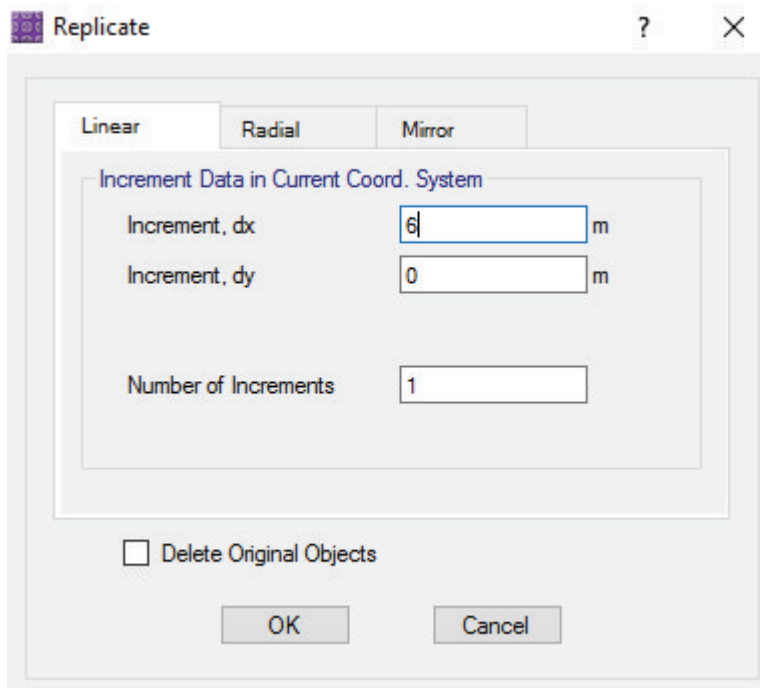 Replicate ? ×
Linear Radial Mirror
Increment Data in Current Coord. System
Increment, dx 6 m
Increment, dy 0 m
Number of Increments 1
Delete Original Objects
OK Cancel